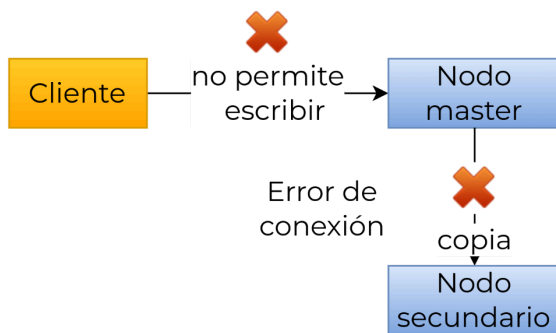 Cliente
no permite
escribir
Nodo
master
Error de
conexión
copia
Nodo
secundario